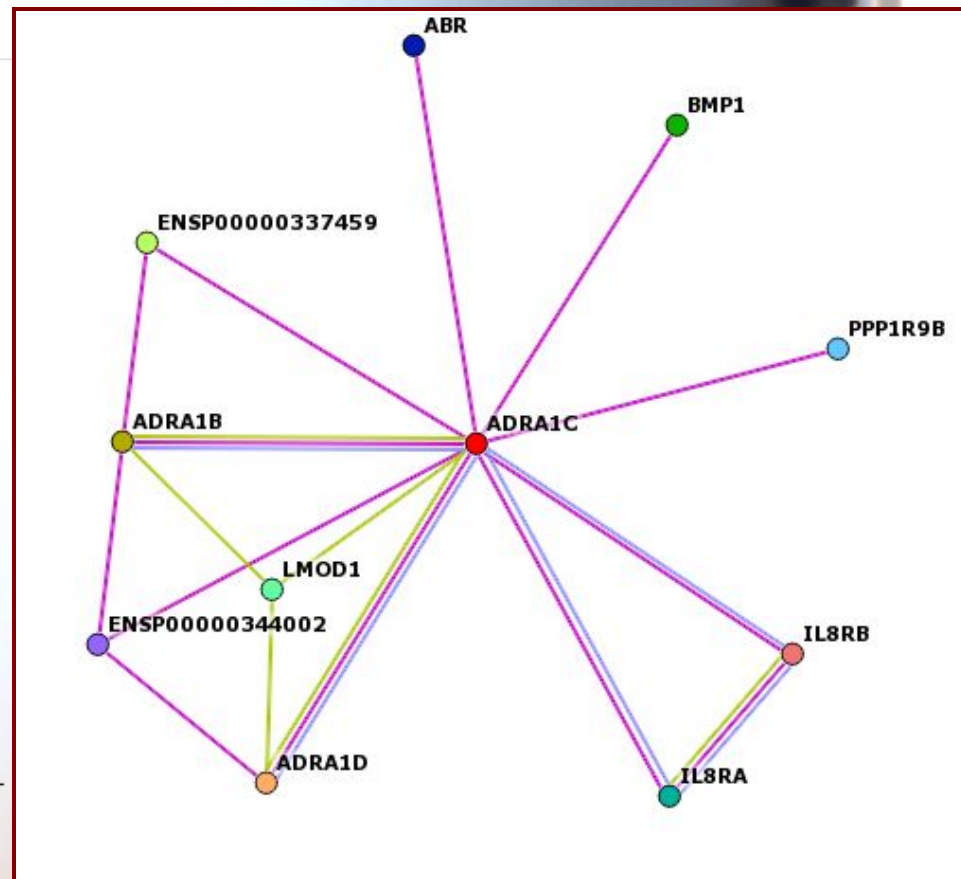 ABR
BMP1
ENSP00000337459
PPP1R9B
ADRA1B
ADRA1C
LMOD1
ENSP00000344002
IL8RB
ADRA1D
IL8RA